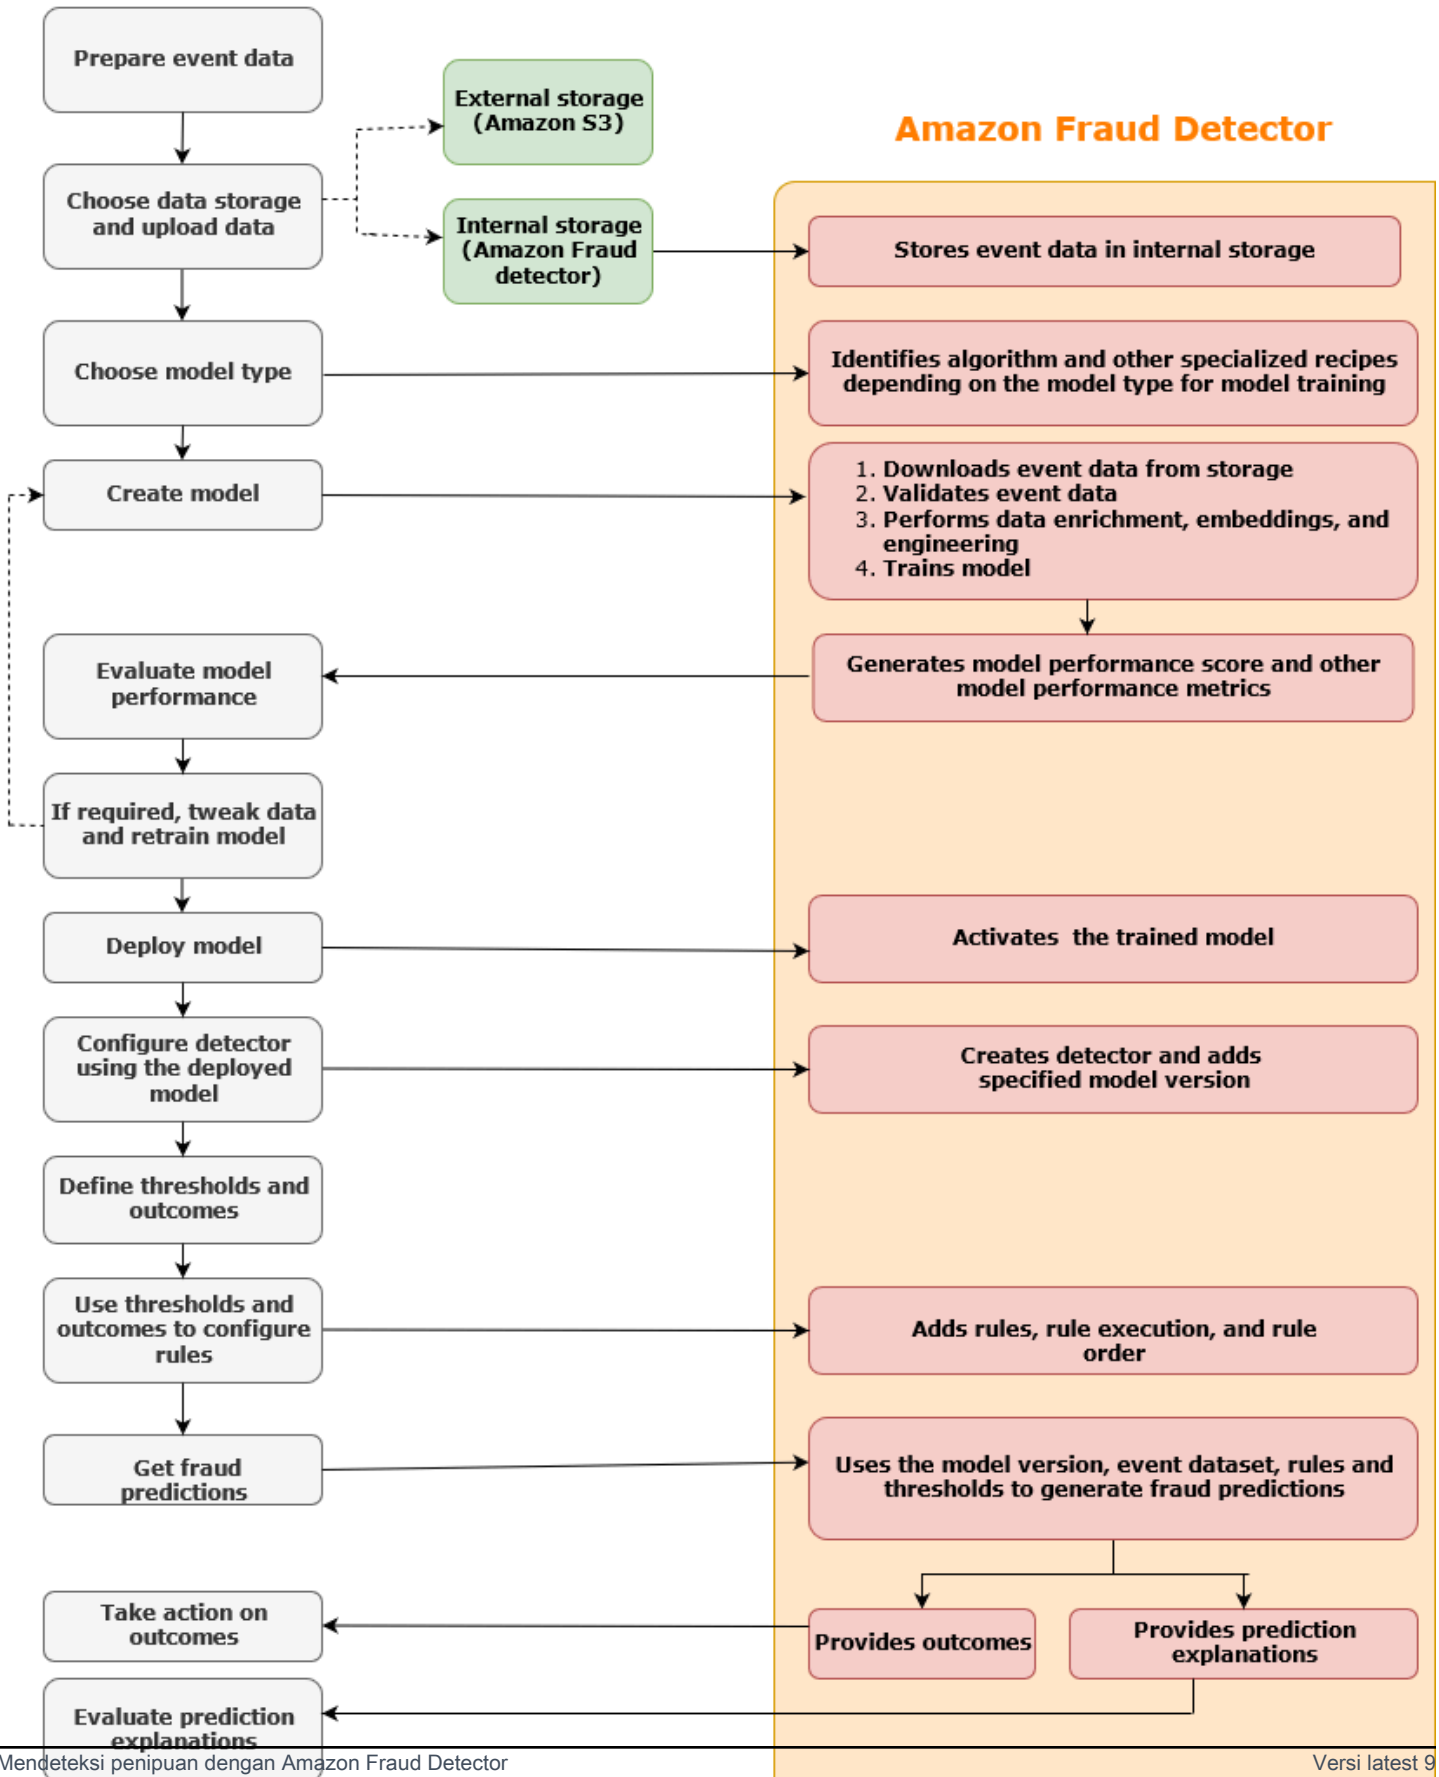 Prepare event data
External storage
(Amazon S3)
Amazon Fraud Detector
Choose data storage
and upload data
Internal storage
(Amazon Fraud
detector)
Stores event data in internal storage
Choose model type
Identifies algorithm and other specialized recipes
depending on the model type for model training
Create model
1. Downloads event data from storage
2. Validates event data
3. Performs data enrichment, embeddings, and
engineering
4. Trains model
Evaluate model
performance
Generates model performance score and other
model performance metrics
If required, tweak data
and retrain model
Deploy model
Activates the trained model
Configure detector
using the deployed
model
Creates detector and adds
specified model version
Define thresholds and
outcomes
Use thresholds and
outcomes to configure
rules
Adds rules, rule execution, and rule
order
Get fraud
predictions
Uses the model version, event dataset, rules and
thresholds to generate fraud predictions
Take action on
outcomes
Provides outcomes
Provides prediction
explanations
Evaluate prediction
explanations
Mendeteksi penipuan dengan Amazon Fraud Detector
Versi latest 9